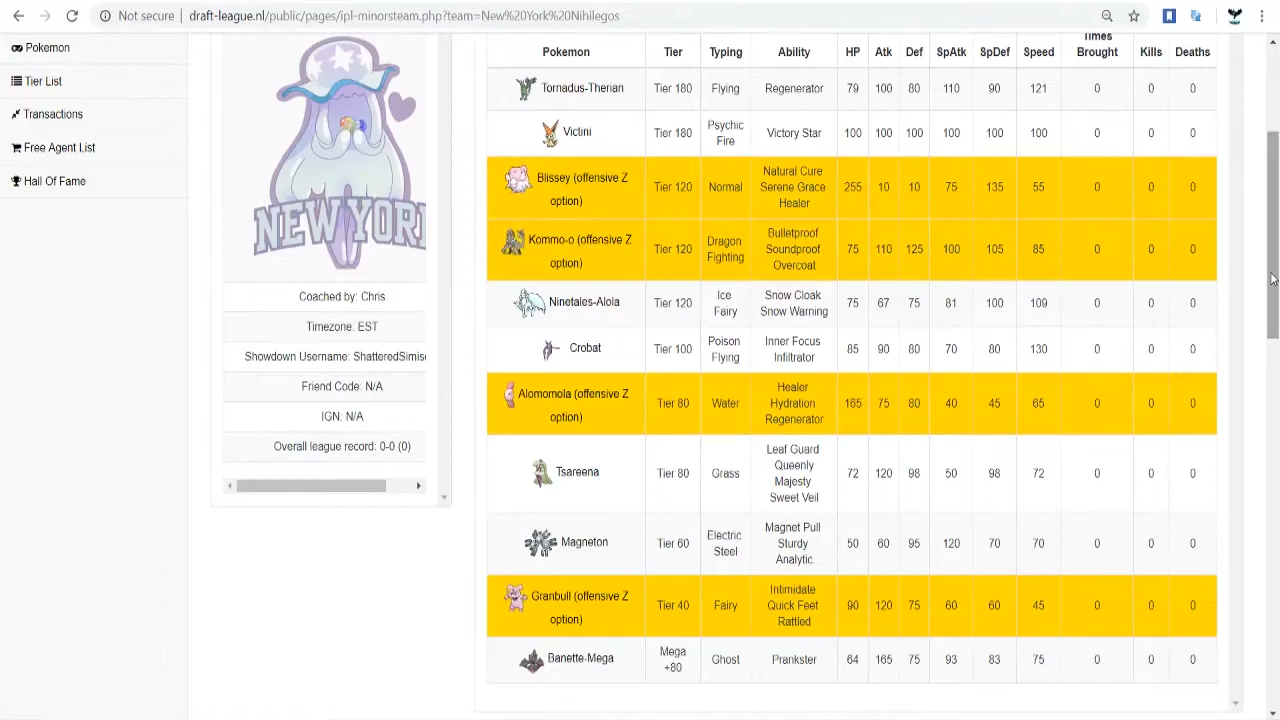 Not secure | draft-league.nl/public/pages/ipl-minorsteam.php?team=New%20York%20Nihilegos
Pokemon
Tier List
Transactions
Free Agent List
Hall Of Fame
NEW YOR
Coached by: Chris
Timezone: EST
Showdown Username: ShatteredSimise
Friend Code: N/A
IGN: N/A
Overall league record: 0-0 (0)
Pokemon Tier Typing Ability HP Atk Def SpAtk SpDef Speed Times Brought Kills Deaths
Tornadus-Therian Tier 180 Flying Regenerator 79 100 80 110 90 121 0 0 0
Victini Tier 180 Psychic Fire Victory Star 100 100 100 100 100 100 0 0 0
Blissey (offensive Z option) Tier 120 Normal Natural Cure Serene Grace Healer 255 10 10 75 135 55 0 0 0
Kommo-o (offensive Z option) Tier 120 Dragon Fighting Bulletproof Soundproof Overcoat 75 110 125 100 105 85 0 0 0
Ninetales-Alola Tier 120 Ice Fairy Snow Cloak Snow Warning 75 67 75 81 100 109 0 0 0
Crobat Tier 100 Poison Flying Inner Focus Infiltrator 85 90 80 70 80 130 0 0 0
Alomomola (offensive Z option) Tier 80 Water Healer Hydration Regenerator 165 75 80 40 45 65 0 0 0
Tsareena Tier 80 Grass Leaf Guard Queenly Majesty Sweet Veil 72 120 98 50 98 72 0 0 0
Magneton Tier 60 Electric Steel Magnet Pull Sturdy Analytic 50 60 95 120 70 70 0 0 0
Granbull (offensive Z option) Tier 40 Fairy Intimidate Quick Feet Rattled 90 120 75 60 60 45 0 0 0
Banette-Mega Mega +80 Ghost Prankster 64 165 75 93 83 75 0 0 0